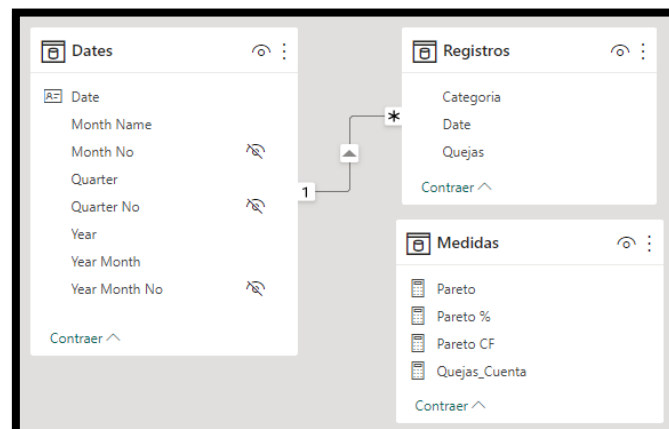 Dates
Date
Month Name
Month No
Quarter
Quarter No
Year
Year Month
Year Month No
Contraer
1
*
Registros
Categoria
Date
Quejas
Contraer
Medidas
Pareto
Pareto %
Pareto CF
Quejas_Cuenta
Contraer